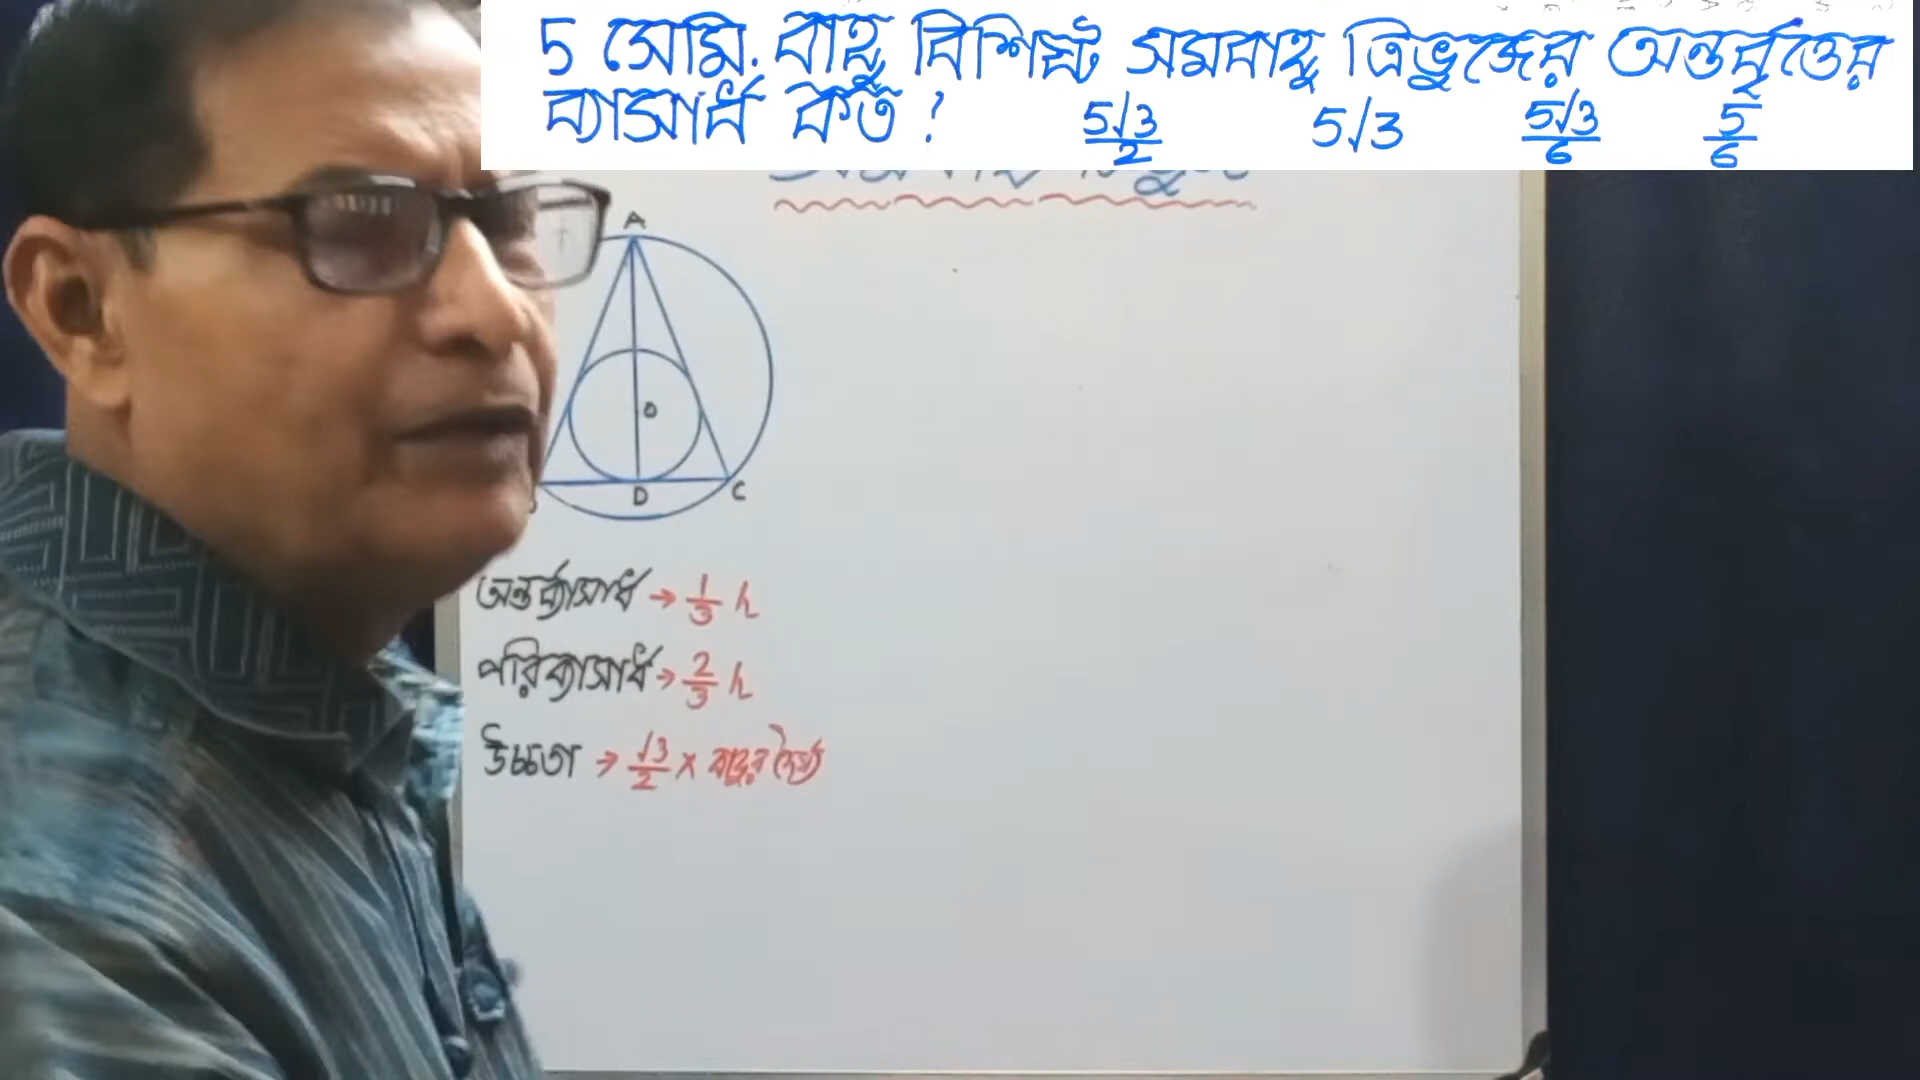 5 সেমি. বাহু বিশিষ্ট সমবাহু ত্রিভুজের অন্তর্বৃত্তের
ব্যাসার্ধ কত ? 5√3/2 5√3 5√3/6 5/6
A
O
D C
অন্তর্ব্যাসার্ধ → 1/3 h
পরিব্যাসার্ধ → 2/3 h
উচ্চতা → √3/2 × বাহুর দৈর্ঘ্য